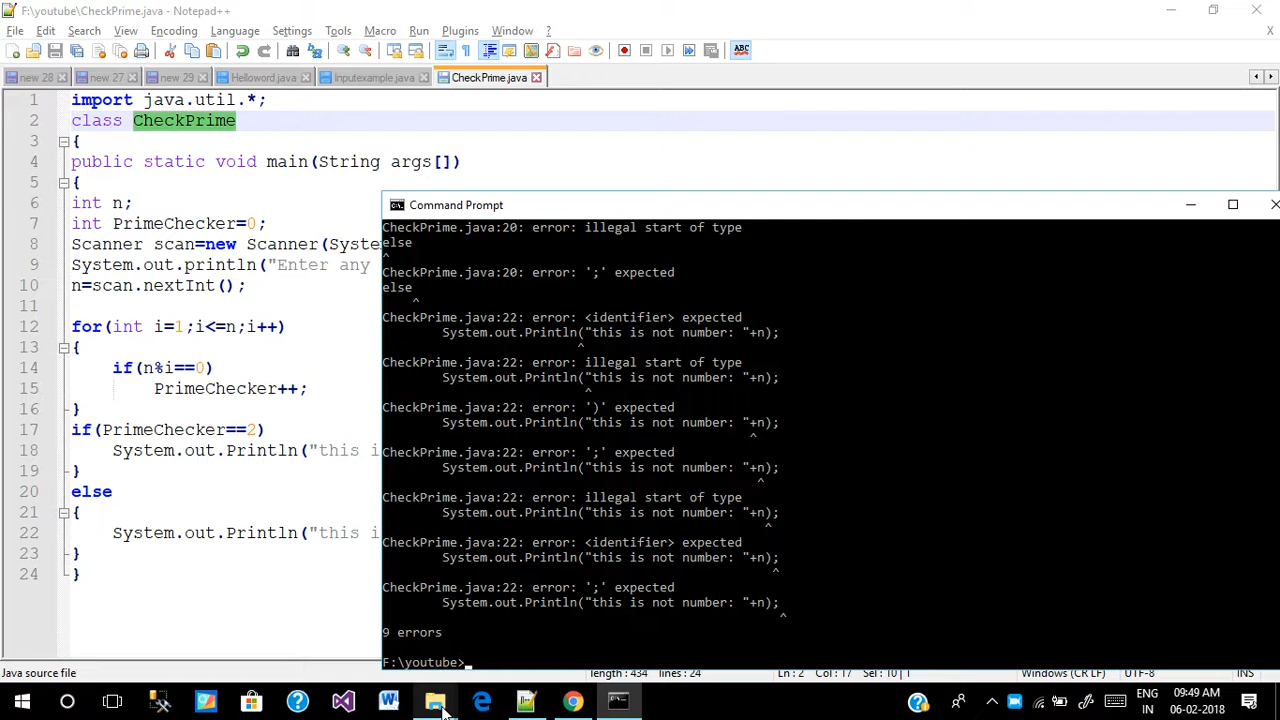 F:\youtube\CheckPrime.java - Notepad++
File Edit Search View Encoding Language Settings Tools Macro Run Plugins Window ? X
ABC
new 28 new 27 new 29 Helloword.java Inputexample.java CheckPrime.java
1 import java.util.*;
2 class CheckPrime
3 {
4 public static void main(String args[])
5 {
6 int n;
7 int PrimeChecker=0;
8 Scanner scan=new Scanner(Syste
9 System.out.println("Enter any
10 n=scan.nextInt();
11
12 for(int i=1;i<=n;i++)
13 {
14 if(n%i==0)
15 PrimeChecker++;
16 }
17 if(PrimeChecker==2)
18 System.out.Println("this i
19 }
20 else
21 {
22 System.out.Println("this i
23 }
24 }
Command Prompt
CheckPrime.java:20: error: illegal start of type
else
^
CheckPrime.java:20: error: ';' expected
else
^
CheckPrime.java:22: error: <identifier> expected
System.out.Println("this is not number: "+n);
^
CheckPrime.java:22: error: illegal start of type
System.out.Println("this is not number: "+n);
^
CheckPrime.java:22: error: ')' expected
System.out.Println("this is not number: "+n);
^
CheckPrime.java:22: error: ';' expected
System.out.Println("this is not number: "+n);
^
CheckPrime.java:22: error: illegal start of type
System.out.Println("this is not number: "+n);
^
CheckPrime.java:22: error: <identifier> expected
System.out.Println("this is not number: "+n);
^
CheckPrime.java:22: error: ';' expected
System.out.Println("this is not number: "+n);
^
9 errors
F:\youtube>
Java source file length : 434 lines : 24 Ln : 2 Col : 17 Sel : 10 | 1 Windows (CR LF) UTF-8 INS
ENG 09:49 AM
IN 06-02-2018